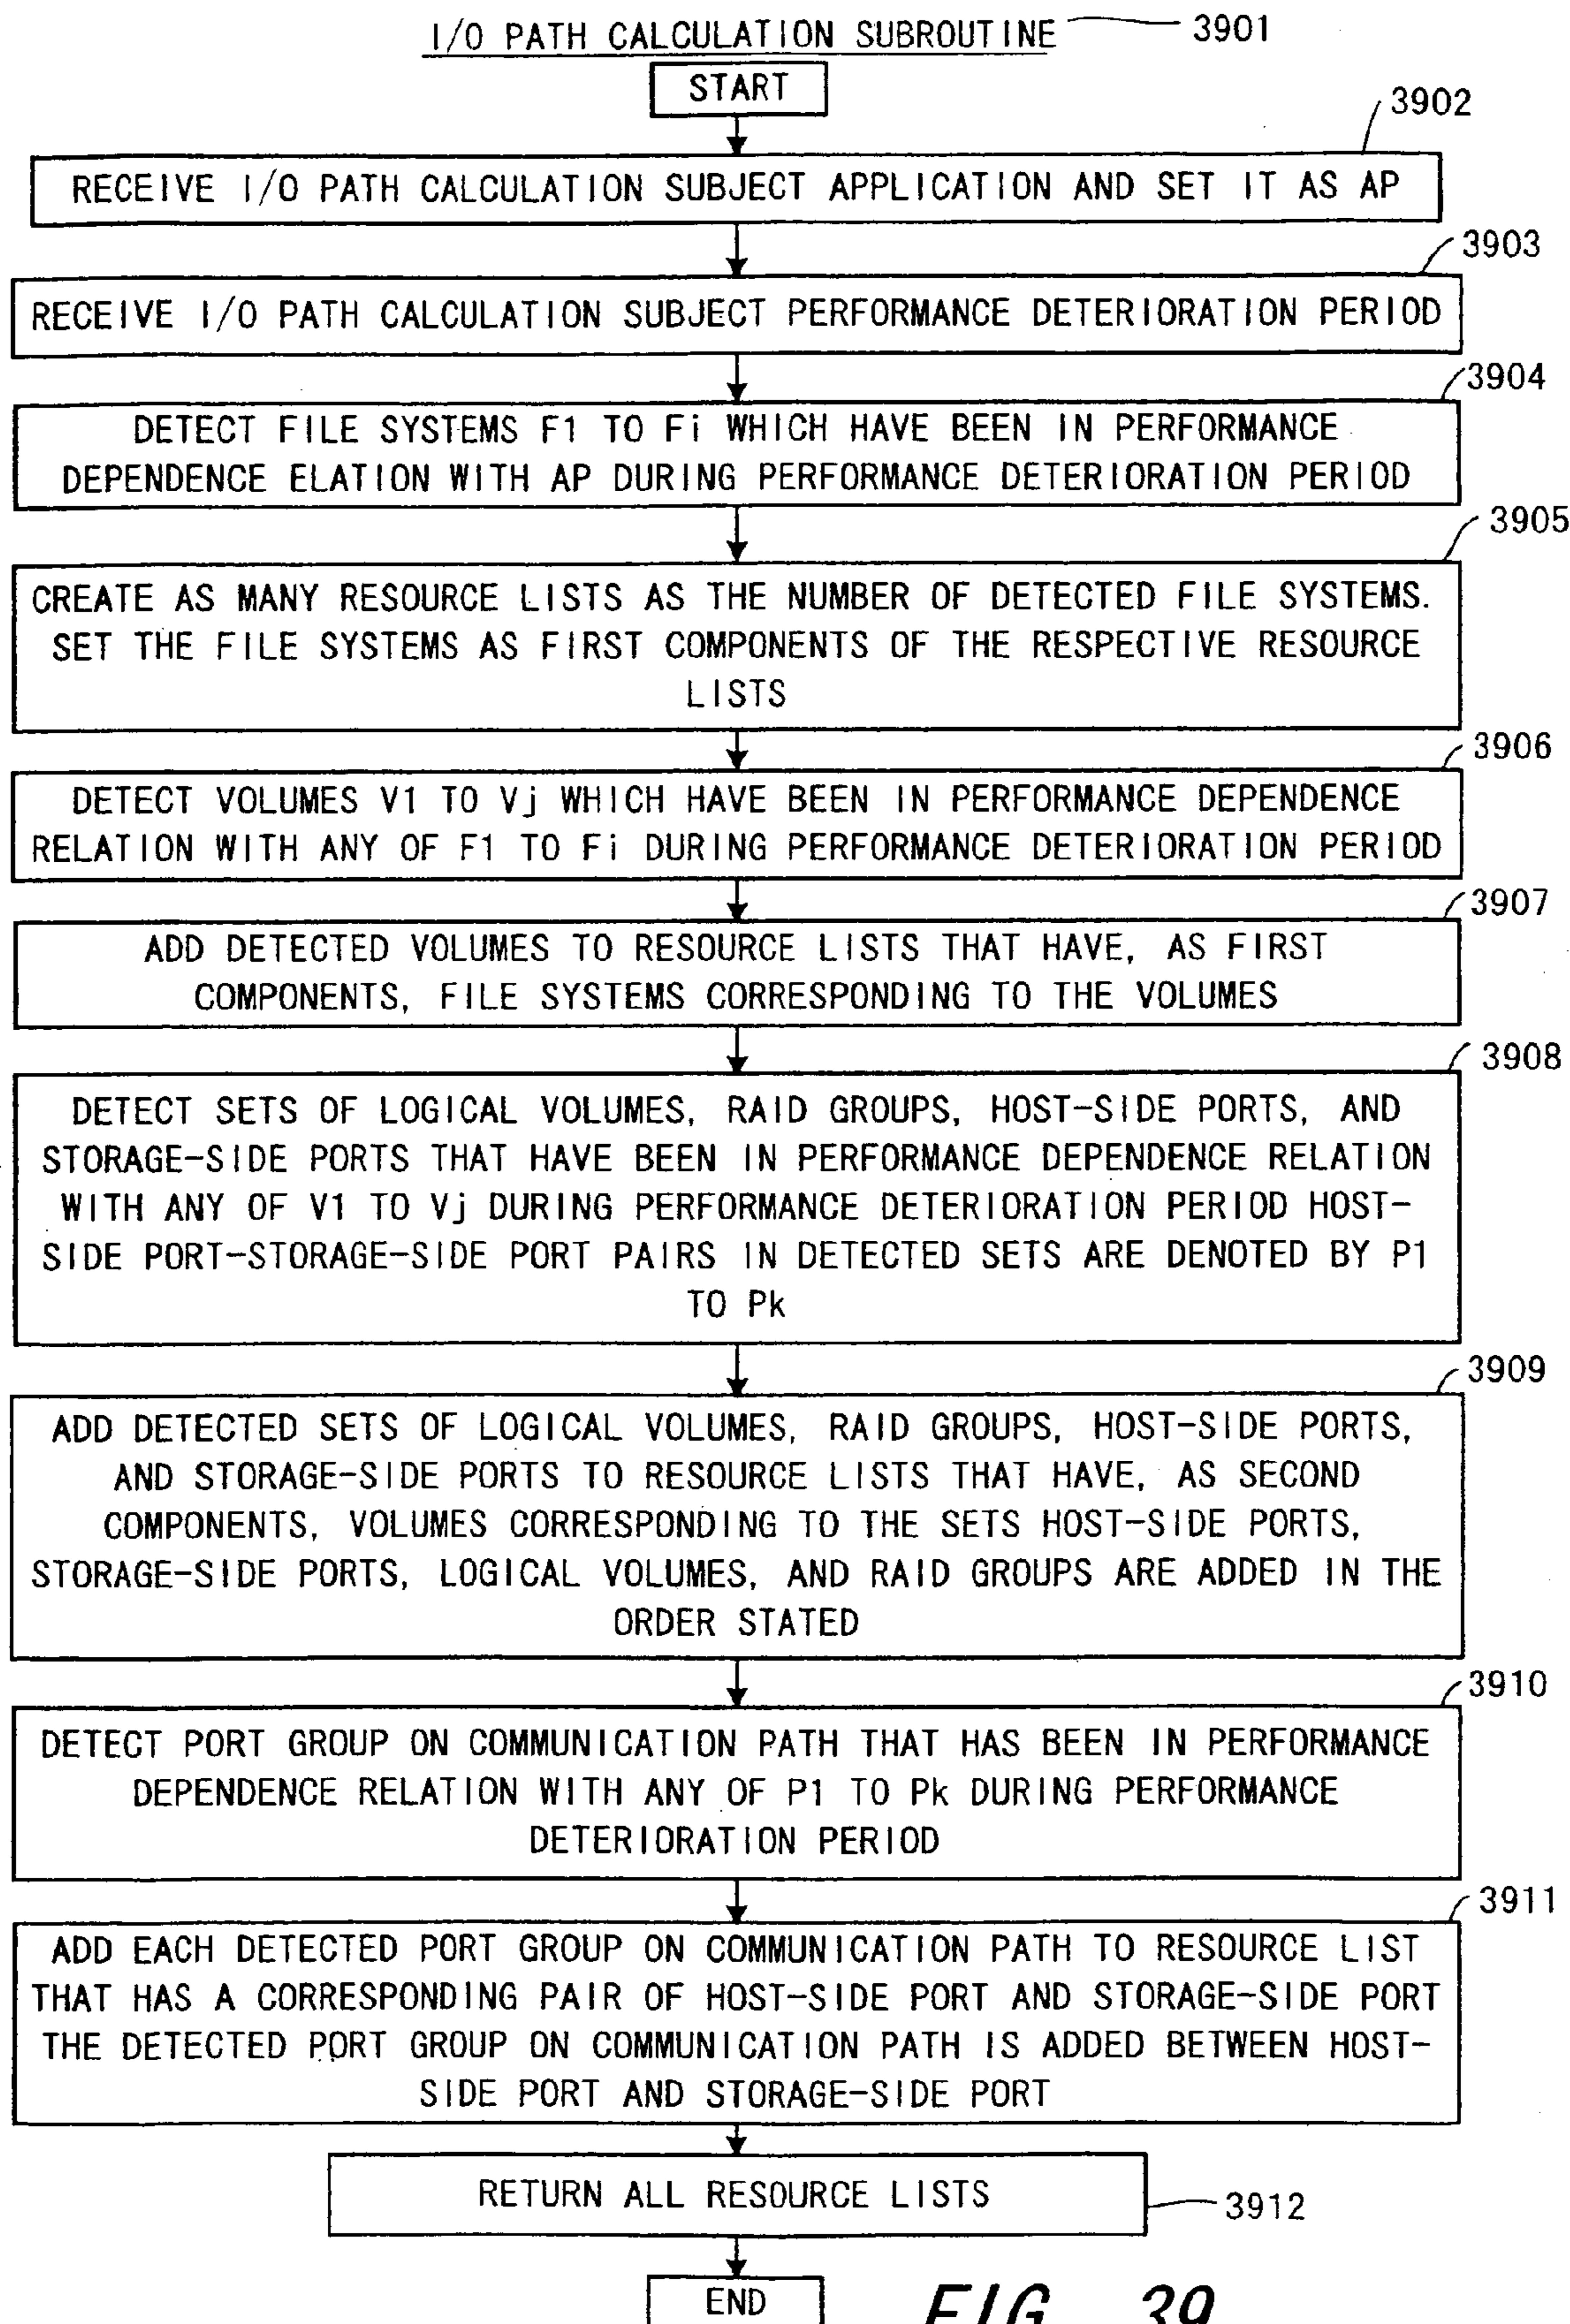 I/O PATH CALCULATION SUBROUTINE 3901
START
3902
RECEIVE I/O PATH CALCULATION SUBJECT APPLICATION AND SET IT AS AP
3903
RECEIVE I/O PATH CALCULATION SUBJECT PERFORMANCE DETERIORATION PERIOD
3904
DETECT FILE SYSTEMS F1 TO Fi WHICH HAVE BEEN IN PERFORMANCE
DEPENDENCE ELATION WITH AP DURING PERFORMANCE DETERIORATION PERIOD
3905
CREATE AS MANY RESOURCE LISTS AS THE NUMBER OF DETECTED FILE SYSTEMS.
SET THE FILE SYSTEMS AS FIRST COMPONENTS OF THE RESPECTIVE RESOURCE
LISTS
3906
DETECT VOLUMES V1 TO Vj WHICH HAVE BEEN IN PERFORMANCE DEPENDENCE
RELATION WITH ANY OF F1 TO Fi DURING PERFORMANCE DETERIORATION PERIOD
3907
ADD DETECTED VOLUMES TO RESOURCE LISTS THAT HAVE, AS FIRST
COMPONENTS, FILE SYSTEMS CORRESPONDING TO THE VOLUMES
3908
DETECT SETS OF LOGICAL VOLUMES, RAID GROUPS, HOST-SIDE PORTS, AND
STORAGE-SIDE PORTS THAT HAVE BEEN IN PERFORMANCE DEPENDENCE RELATION
WITH ANY OF V1 TO Vj DURING PERFORMANCE DETERIORATION PERIOD HOST-
SIDE PORT-STORAGE-SIDE PORT PAIRS IN DETECTED SETS ARE DENOTED BY P1
TO Pk
3909
ADD DETECTED SETS OF LOGICAL VOLUMES, RAID GROUPS, HOST-SIDE PORTS,
AND STORAGE-SIDE PORTS TO RESOURCE LISTS THAT HAVE, AS SECOND
COMPONENTS, VOLUMES CORRESPONDING TO THE SETS HOST-SIDE PORTS,
STORAGE-SIDE PORTS, LOGICAL VOLUMES, AND RAID GROUPS ARE ADDED IN THE
ORDER STATED
3910
DETECT PORT GROUP ON COMMUNICATION PATH THAT HAS BEEN IN PERFORMANCE
DEPENDENCE RELATION WITH ANY OF P1 TO Pk DURING PERFORMANCE
DETERIORATION PERIOD
3911
ADD EACH DETECTED PORT GROUP ON COMMUNICATION PATH TO RESOURCE LIST
THAT HAS A CORRESPONDING PAIR OF HOST-SIDE PORT AND STORAGE-SIDE PORT
THE DETECTED PORT GROUP ON COMMUNICATION PATH IS ADDED BETWEEN HOST-
SIDE PORT AND STORAGE-SIDE PORT
RETURN ALL RESOURCE LISTS
3912
END
FIG. 39